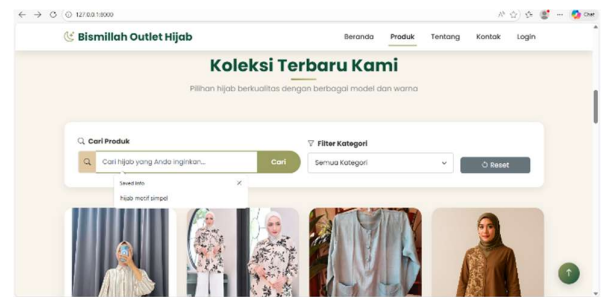 127.0.0.1:8000
Chat
Bismillah Outlet Hijab
Beranda Produk Tentang Kontak Login
Koleksi Terbaru Kami
Pilihan hijab berkualitas dengan berbagai model dan warna
Cari Produk
Filter Kategori
Cari hijab yang Anda inginkan... Cari
Semua Kategori
Reset
Saved info
hijab motif simpel